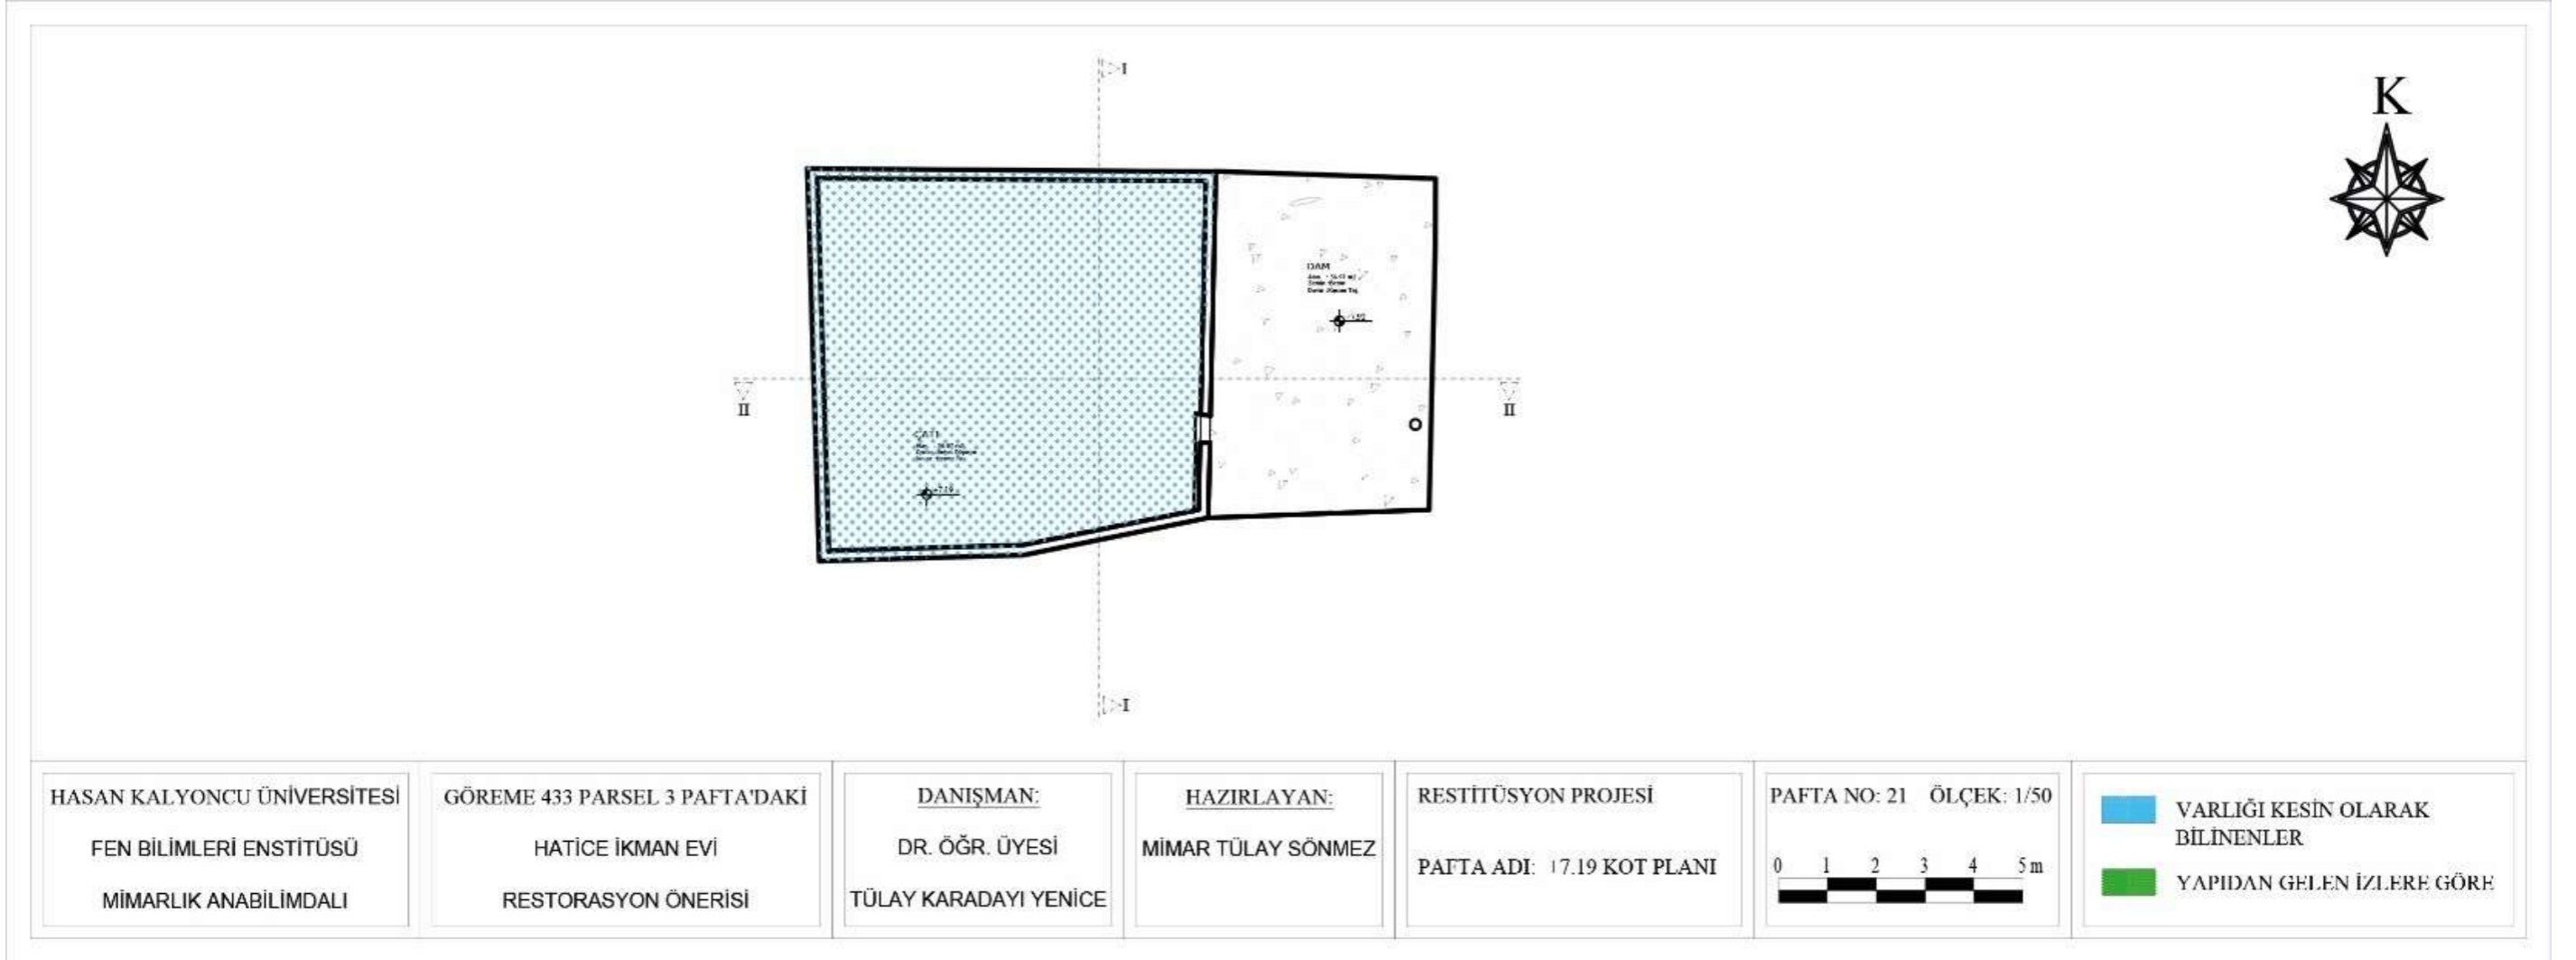 I
K
DAM
II
II
ÇATI
I
HASAN KALYONCU ÜNİVERSİTESİ
FEN BİLİMLERİ ENSTİTÜSÜ
MİMARLIK ANABİLİMDALI
GÖREME 433 PARSEL 3 PAFTA'DAKİ
HATİCE İKMAN EVİ
RESTORASYON ÖNERİSİ
DANIŞMAN:
DR. ÖĞR. ÜYESİ
TÜLAY KARADAYI YENİCE
HAZIRLAYAN:
MİMAR TÜLAY SÖNMEZ
RESTİTÜSYON PROJESİ
PAFTA ADI: +7.19 KOT PLANI
PAFTA NO: 21 ÖLÇEK: 1/50
0 1 2 3 4 5 m
VARLIĞI KESİN OLARAK
BİLİNENLER
YAPIDAN GELEN İZLERE GÖRE